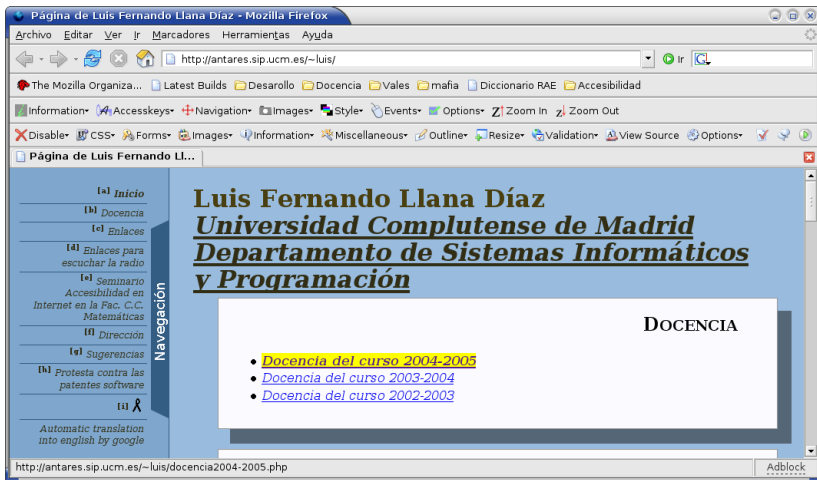 Página de Luis Fernando Llana Díaz - Mozilla Firefox
Archivo Editar Ver Ir Marcadores Herramientas Ayuda
http://antares.sip.ucm.es/~luis/ Ir G
The Mozilla Organiza... Latest Builds Desarollo Docencia Vales mafia Diccionario RAE Accesibilidad
Information Accesskeys Navigation Images Style Events Options Zoom In Zoom Out
Disable CSS Forms Images Information Miscellaneous Outline Resize Validation View Source Options
Página de Luis Fernando Ll...
[a] Inicio
[b] Docencia
[c] Enlaces
[d] Enlaces para
escuchar la radio
[e] Seminario
Accesibilidad en
Internet en la Fac. C.C.
Matemáticas
[f] Dirección
[g] Sugerencias
[h] Protesta contra las
patentes software
[i]
Automatic translation
into english by google
Navegación
Luis Fernando Llana Díaz
Universidad Complutense de Madrid
Departamento de Sistemas Informáticos
y Programación
DOCENCIA
Docencia del curso 2004-2005
Docencia del curso 2003-2004
Docencia del curso 2002-2003
http://antares.sip.ucm.es/~luis/docencia2004-2005.php Adblock